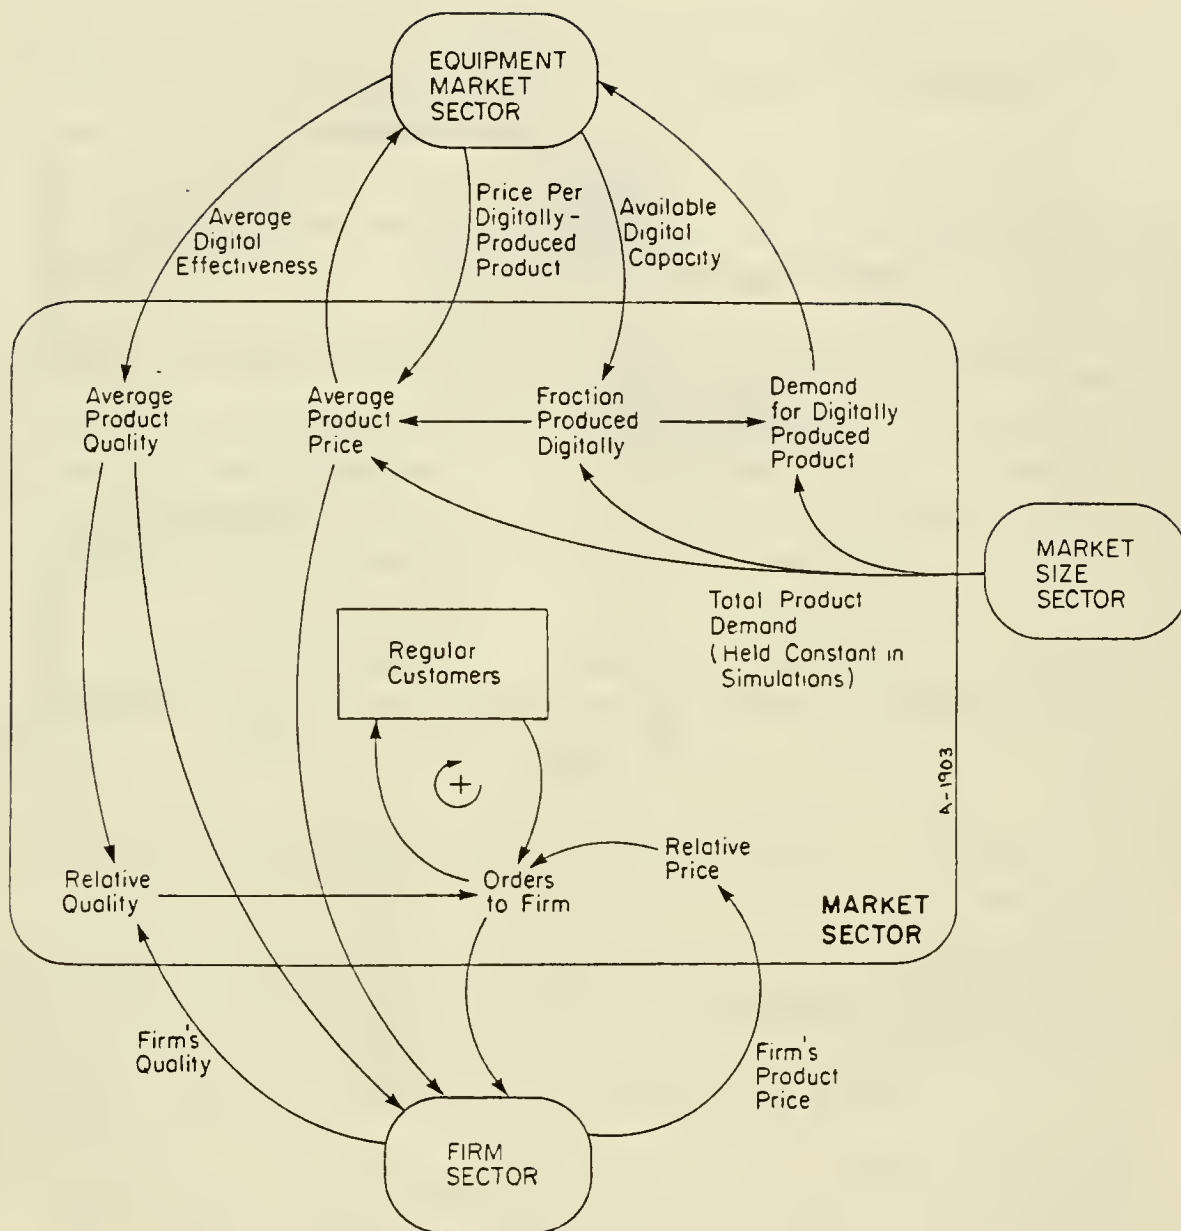 EQUIPMENT
MARKET
SECTOR
Average
Digital
Effectiveness
Price Per
Digitally-
Produced
Product
Available
Digital
Capacity
Average
Product
Quality
Average
Product
Price
Fraction
Produced
Digitally
Demand
for Digitally
Produced
Product
MARKET
SIZE
SECTOR
Total Product
Demand
(Held Constant in
Simulations)
Regular
Customers
+
A-1903
Relative
Quality
Orders
to Firm
Relative
Price
MARKET
SECTOR
Firm's
Quality
Firm's
Product
Price
FIRM
SECTOR